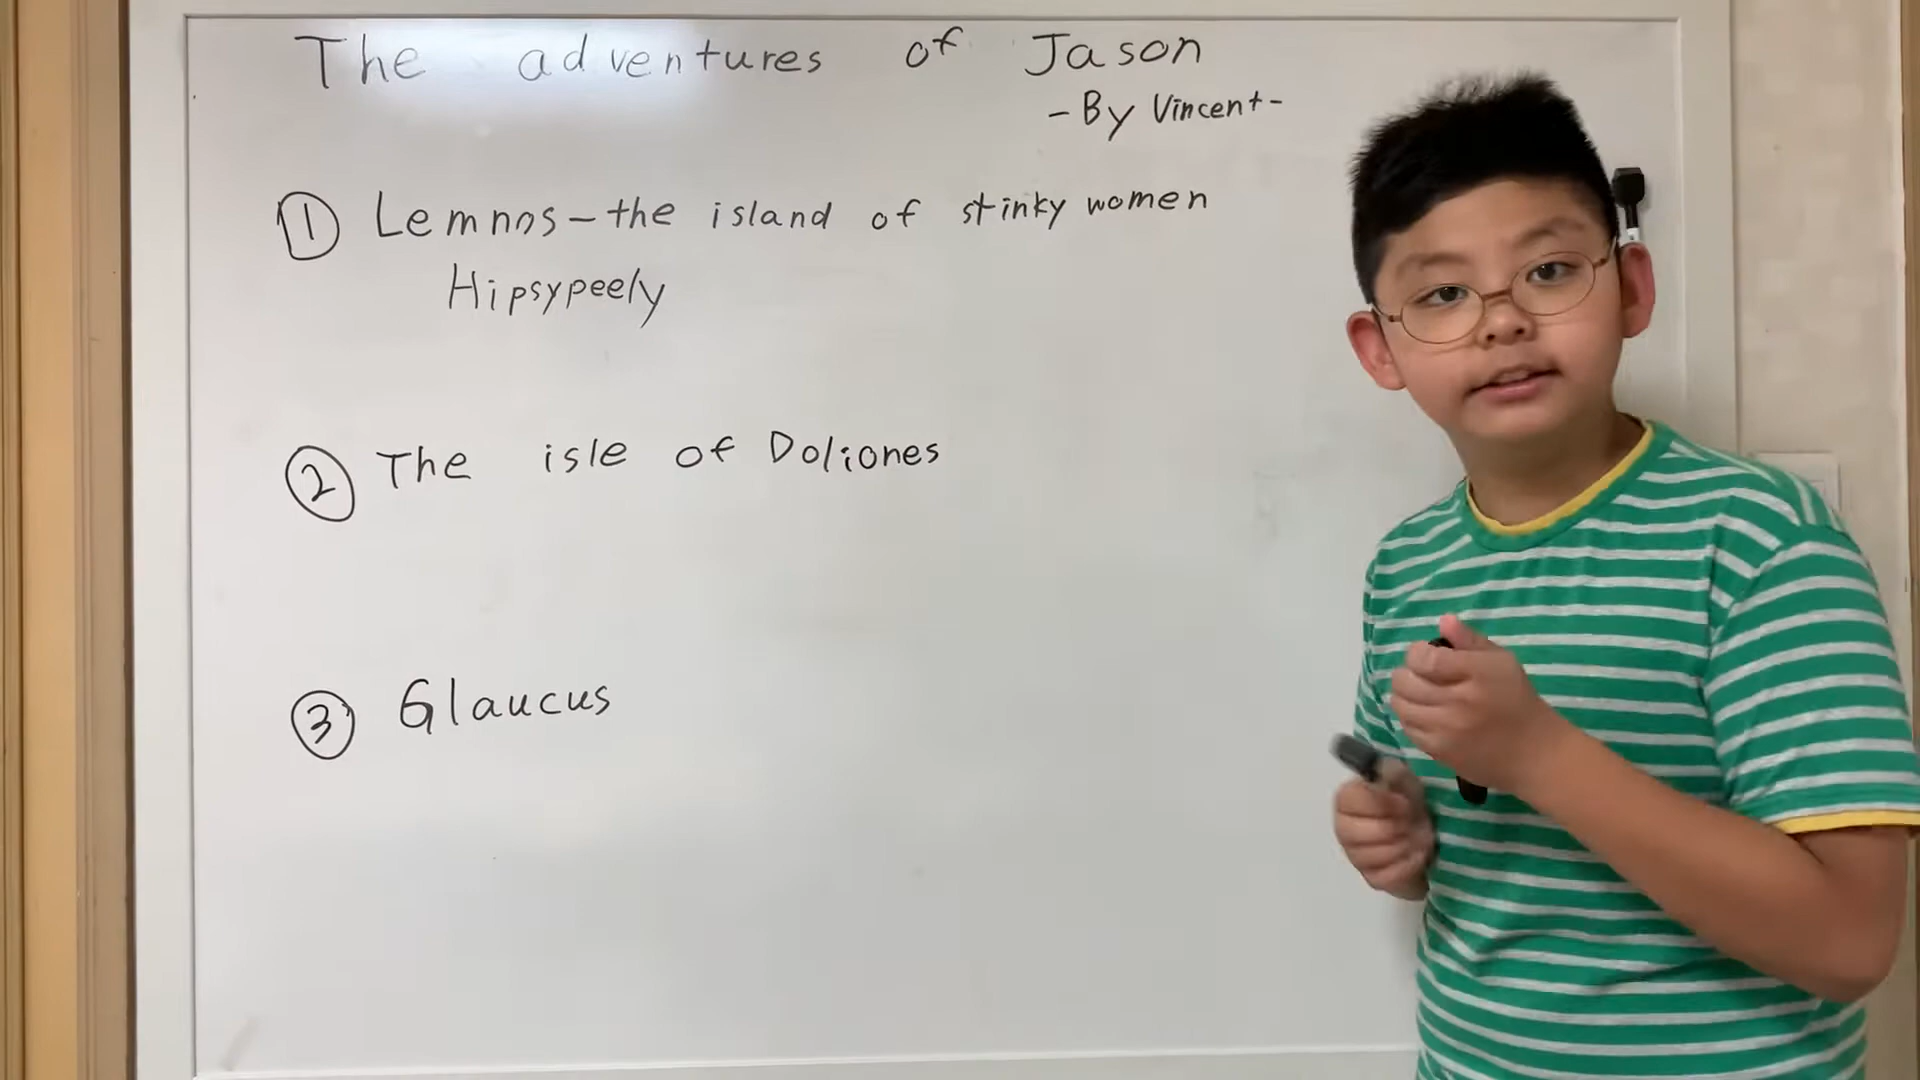 The adventures of Jason
- By Vincent -
① Lemnos - the island of stinky women
Hipsypeely
② The isle of Doliones
③ Glaucus